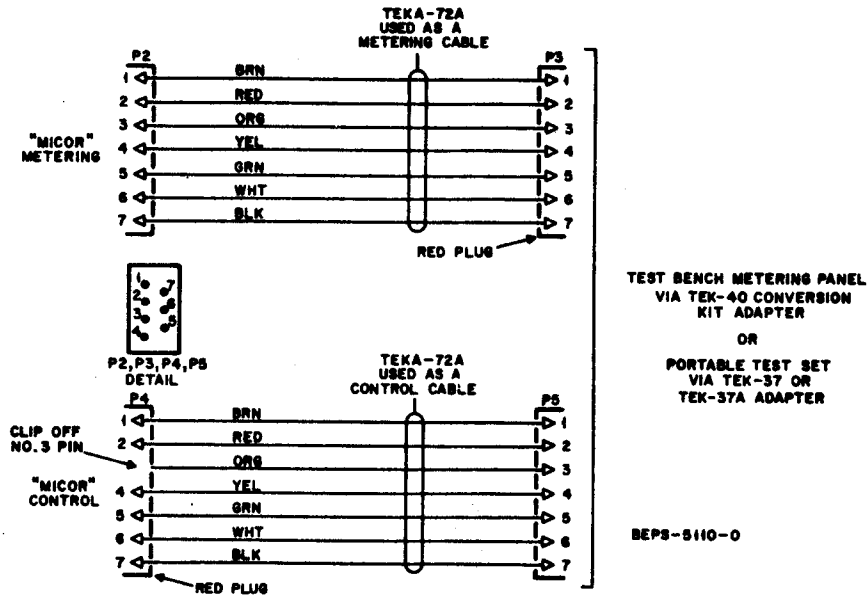 TEKA-72A
USED AS A
METERING CABLE
P2
P3
1 BRN 1
2 RED 2
3 ORG 3
4 YEL 4
5 GRN 5
6 WHT 6
7 BLK 7
"MICOR"
METERING
RED PLUG
1 7
2 6
3 5
4
P2,P3,P4,P5
DETAIL
TEST BENCH METERING PANEL
VIA TEK-40 CONVERSION
KIT ADAPTER
OR
PORTABLE TEST SET
VIA TEK-37 OR
TEK-37A ADAPTER
TEKA-72A
USED AS A
CONTROL CABLE
P4
P5
1 BRN 1
2 RED 2
ORG 3
4 YEL 4
5 GRN 5
6 WHT 6
7 BLK 7
CLIP OFF
NO.3 PIN
"MICOR"
CONTROL
RED PLUG
BEPS-5110-0